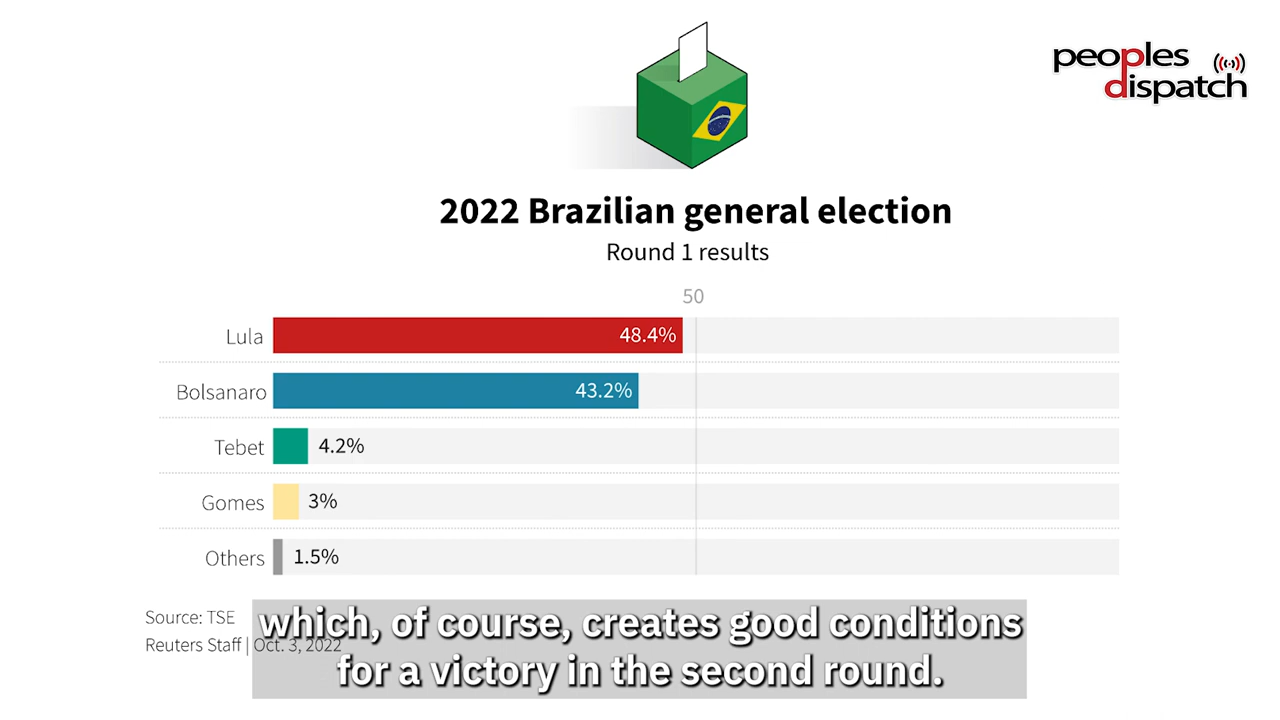 peoples
dispatch
2022 Brazilian general election
Round 1 results
50
Lula 48.4%
Bolsanaro 43.2%
Tebet 4.2%
Gomes 3%
Others 1.5%
Source: TSE
Reuters Staff | Oct. 3, 2022
which, of course, creates good conditions
for a victory in the second round.